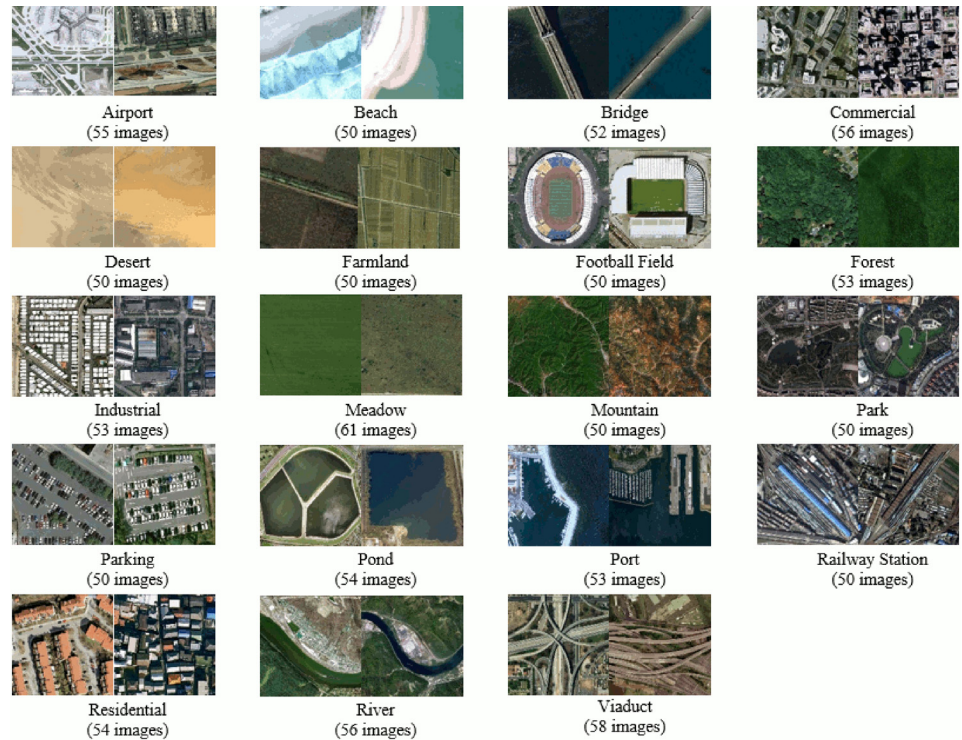 Airport
(55 images)
Beach
(50 images)
Bridge
(52 images)
Commercial
(56 images)
Desert
(50 images)
Farmland
(50 images)
Football Field
(50 images)
Forest
(53 images)
Industrial
(53 images)
Meadow
(61 images)
Mountain
(50 images)
Park
(50 images)
Parking
(50 images)
Pond
(54 images)
Port
(53 images)
Railway Station
(50 images)
Residential
(54 images)
River
(56 images)
Viaduct
(58 images)